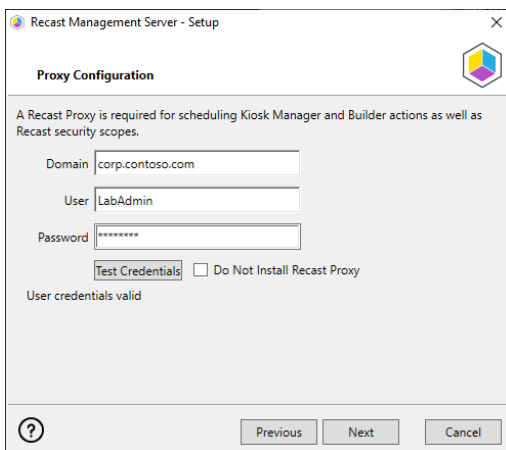 Recast Management Server - Setup
Proxy Configuration
A Recast Proxy is required for scheduling Kiosk Manager and Builder actions as well as
Recast security scopes.
Domain corp.contoso.com
User LabAdmin
Password ********
Test Credentials Do Not Install Recast Proxy
User credentials valid
? Previous Next Cancel